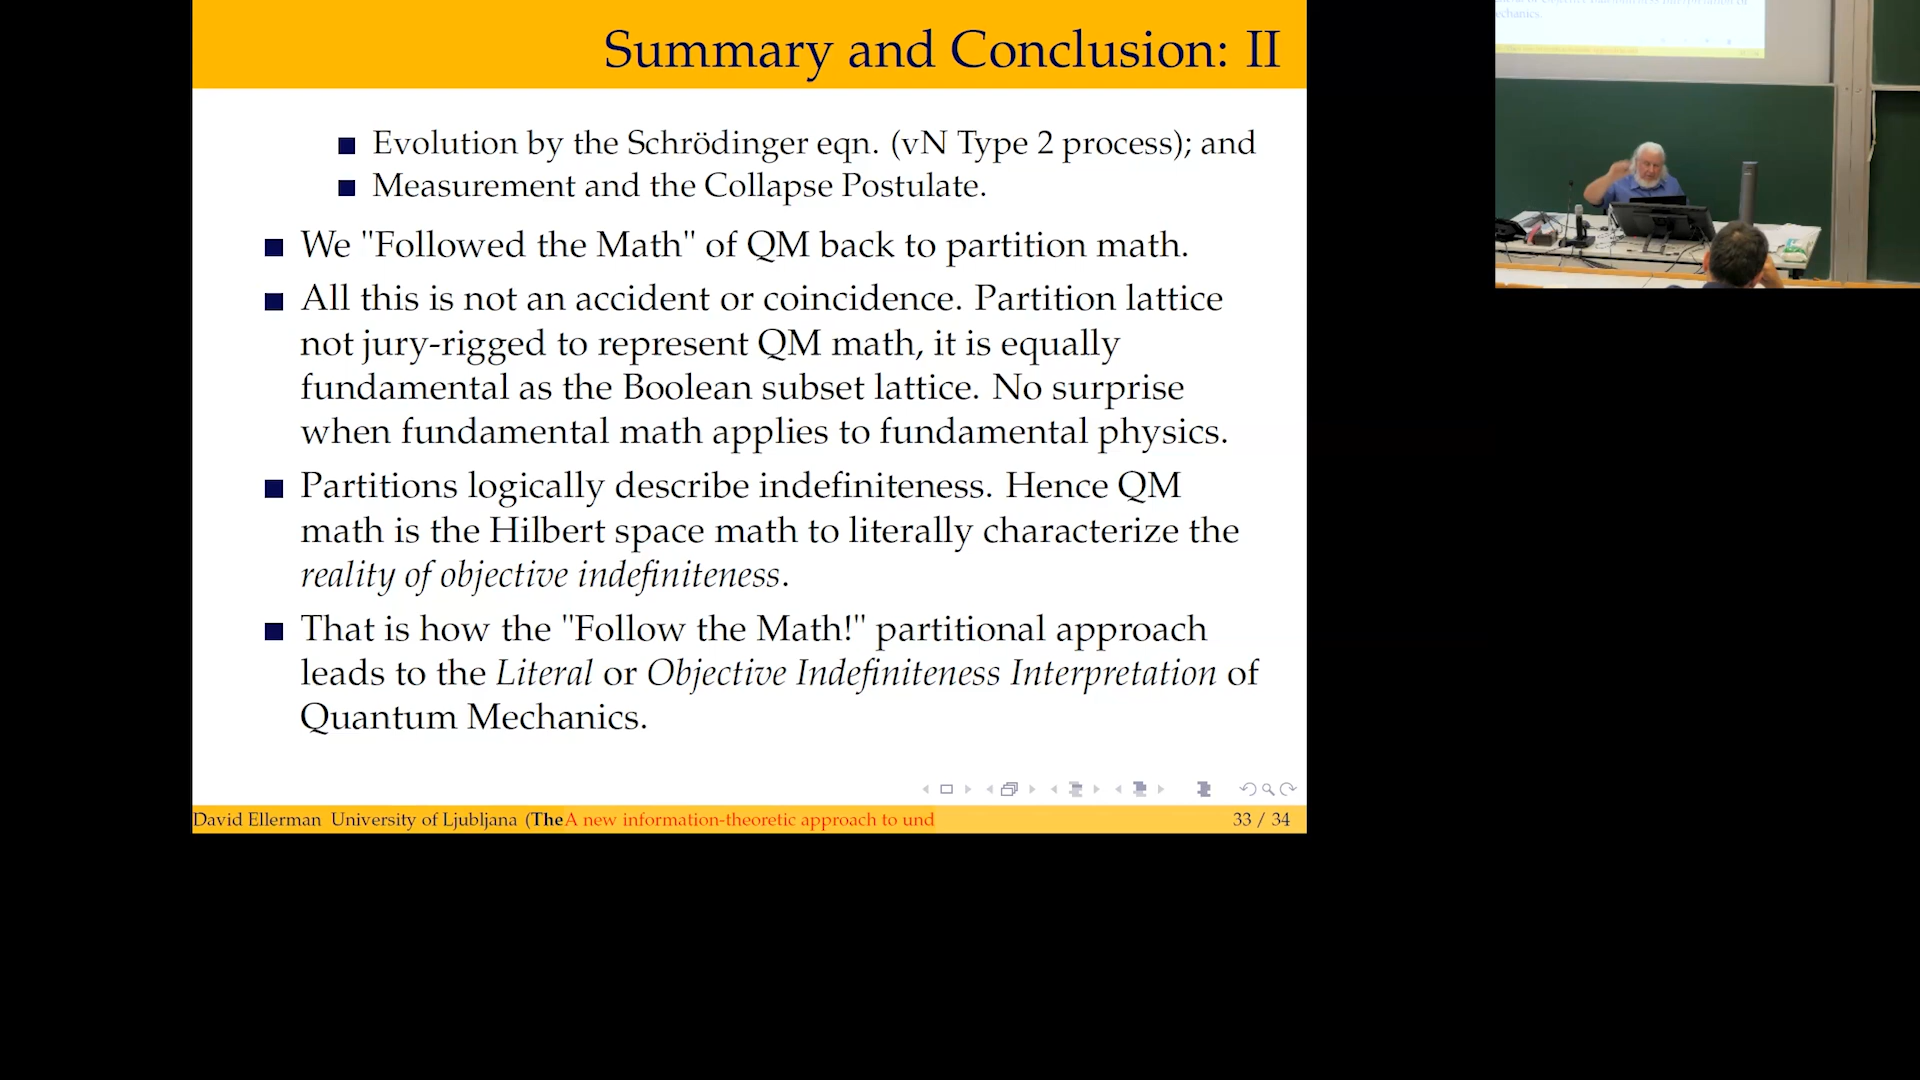 Summary and Conclusion: II
■ Evolution by the Schrödinger eqn. (vN Type 2 process); and
■ Measurement and the Collapse Postulate.
■ We "Followed the Math" of QM back to partition math.
■ All this is not an accident or coincidence. Partition lattice
not jury-rigged to represent QM math, it is equally
fundamental as the Boolean subset lattice. No surprise
when fundamental math applies to fundamental physics.
■ Partitions logically describe indefiniteness. Hence QM
math is the Hilbert space math to literally characterize the
reality of objective indefiniteness.
■ That is how the "Follow the Math!" partitional approach
leads to the Literal or Objective Indefiniteness Interpretation of
Quantum Mechanics.
David Ellerman University of Ljubljana (TheA new information-theoretic approach to und 33 / 34
echanics.